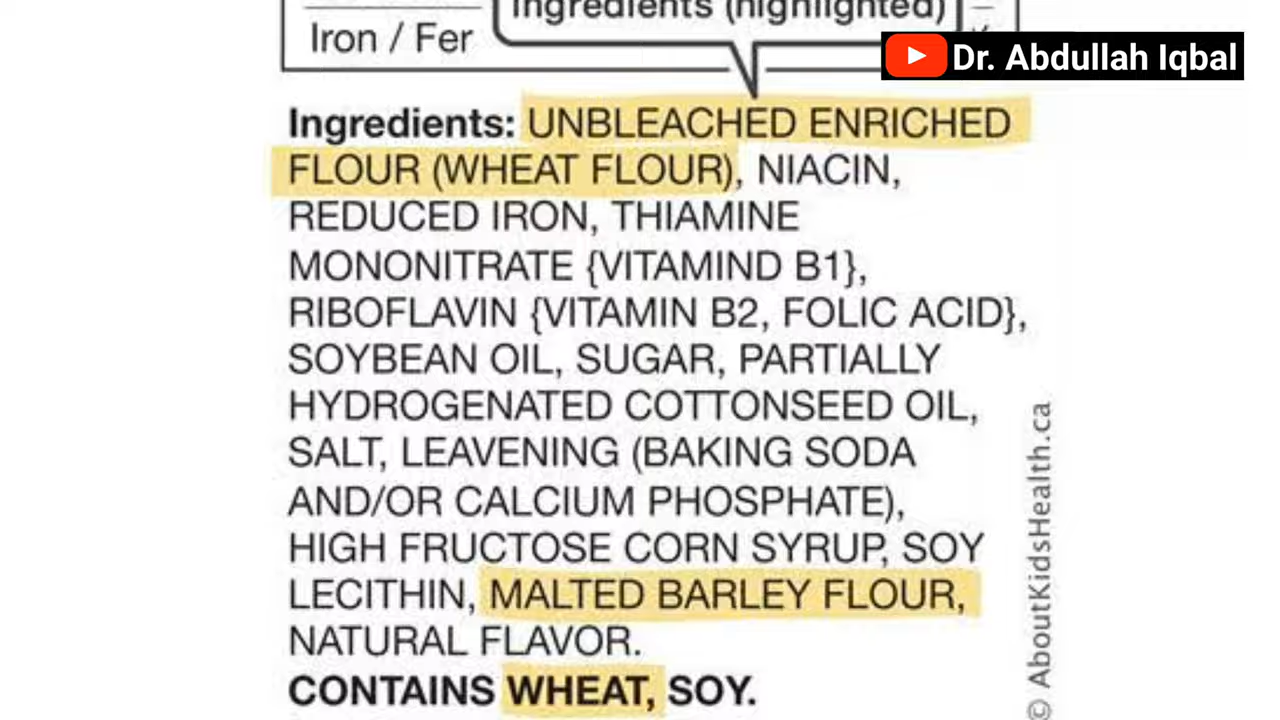 Ingredients (highlighted)
Iron / Fer
Dr. Abdullah Iqbal
Ingredients: UNBLEACHED ENRICHED
FLOUR (WHEAT FLOUR), NIACIN,
REDUCED IRON, THIAMINE
MONONITRATE {VITAMIND B1},
RIBOFLAVIN {VITAMIN B2, FOLIC ACID},
SOYBEAN OIL, SUGAR, PARTIALLY
HYDROGENATED COTTONSEED OIL,
SALT, LEAVENING (BAKING SODA
AND/OR CALCIUM PHOSPHATE),
HIGH FRUCTOSE CORN SYRUP, SOY
LECITHIN, MALTED BARLEY FLOUR,
NATURAL FLAVOR.
CONTAINS WHEAT, SOY.
© AboutKidsHealth.ca